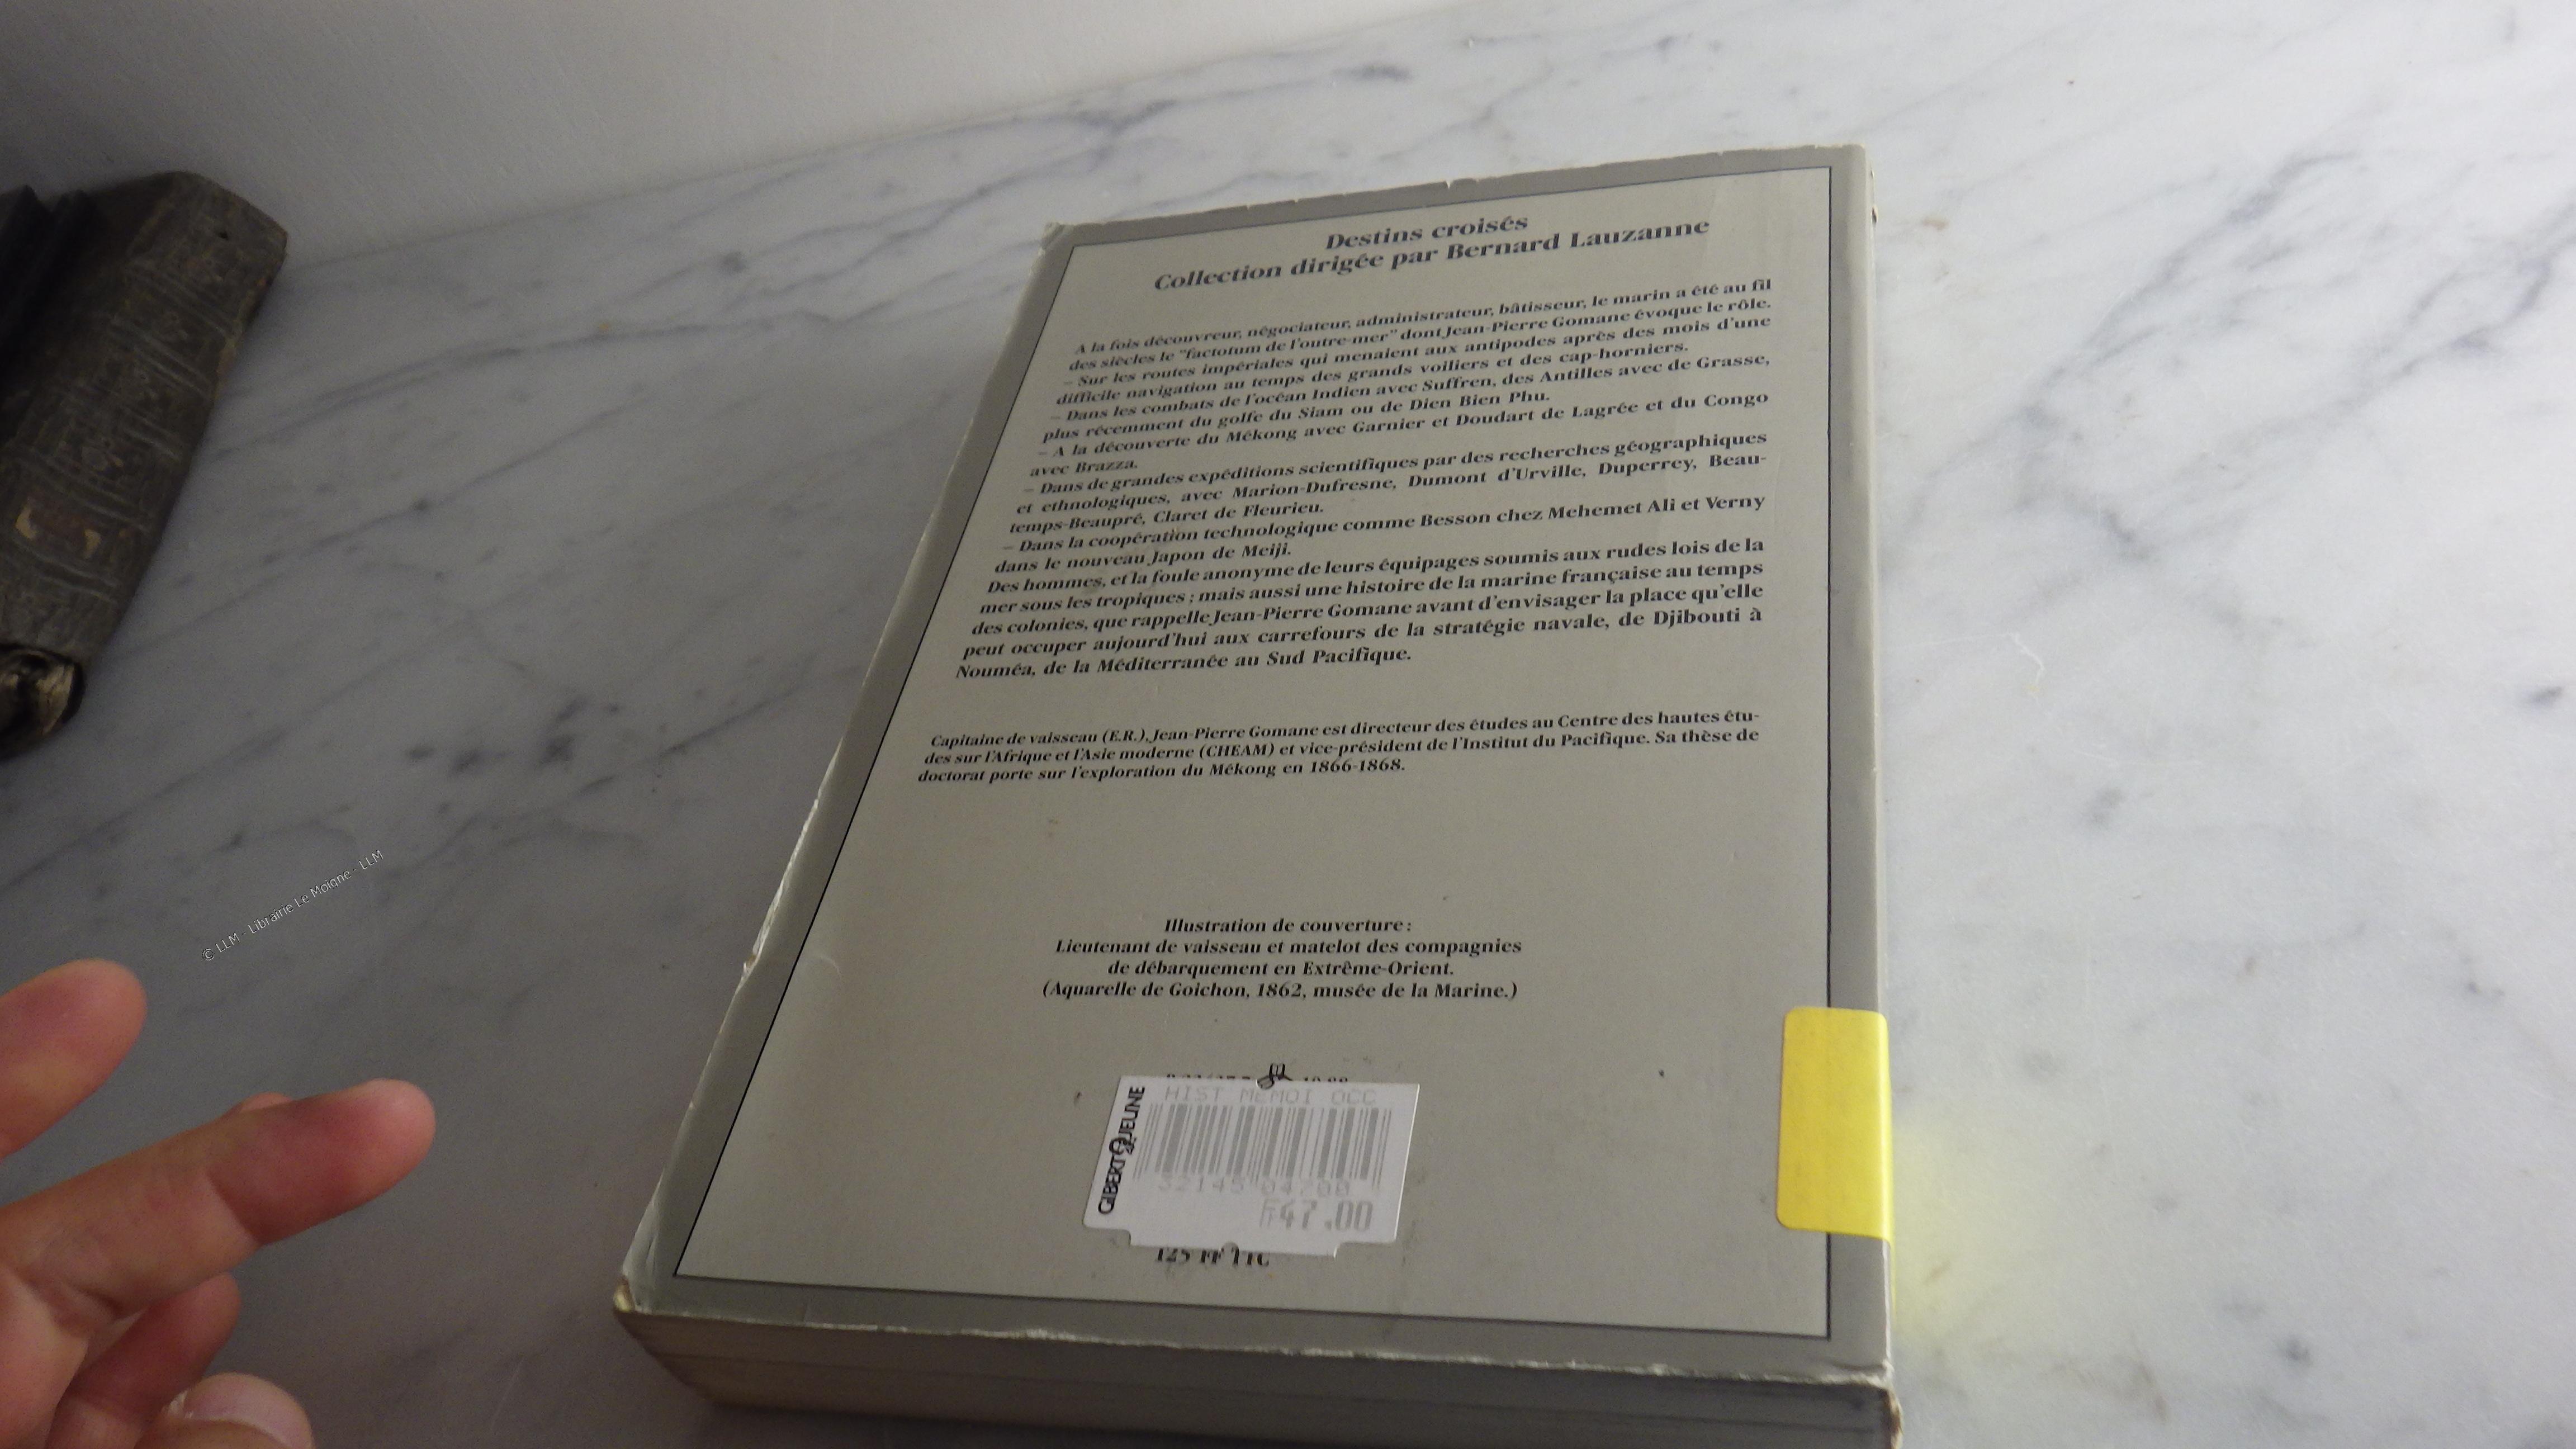 Destins croisés
Collection dirigée par Bernard Lauzanne
A la fois découvreur, négociateur, administrateur, bâtisseur, le marin a été au fil
des siècles le "factotum de l'outre-mer" dont Jean-Pierre Gomane évoque le rôle.
– Sur les routes impériales qui menaient aux antipodes après des mois d'une
difficile navigation au temps des grands voiliers et des cap-horniers.
– Dans les combats de l'océan Indien avec Suffren, des Antilles avec de Grasse,
plus récemment du golfe du Siam ou de Dien Bien Phu.
– A la découverte du Mékong avec Garnier et Doudart de Lagrée et du Congo
avec Brazza.
– Dans de grandes expéditions scientifiques par des recherches géographiques
et ethnologiques, avec Marion-Dufresne, Dumont d'Urville, Duperrey, Beau-
temps-Beaupré, Claret de Fleurieu.
– Dans la coopération technologique comme Besson chez Mehemet Ali et Verny
dans le nouveau Japon de Meiji.
Des hommes, et la foule anonyme de leurs équipages soumis aux rudes lois de la
mer sous les tropiques ; mais aussi une histoire de la marine française au temps
des colonies, que rappelle Jean-Pierre Gomane avant d'envisager la place qu'elle
peut occuper aujourd'hui aux carrefours de la stratégie navale, de Djibouti à
Nouméa, de la Méditerranée au Sud Pacifique.
Capitaine de vaisseau (E.R.), Jean-Pierre Gomane est directeur des études au Centre des hautes étu-
des sur l'Afrique et l'Asie moderne (CHEAM) et vice-président de l'Institut du Pacifique. Sa thèse de
doctorat porte sur l'exploration du Mékong en 1866-1868.
Illustration de couverture :
Lieutenant de vaisseau et matelot des compagnies
de débarquement en Extrême-Orient.
(Aquarelle de Goichon, 1862, musée de la Marine.)
HIST MEMOI OCC
GIBERT
32145 04700
F47.00
125 FF TTC
© LLM - Librairie Le Moigne - LLM